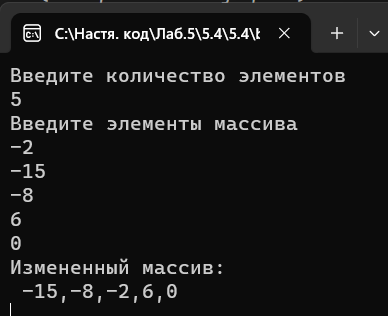 C:\Настя. код\Лаб.5\5.4\5.4\b
Введите количество элементов
5
Введите элементы массива
-2
-15
-8
6
0
Измененный массив:
-15,-8,-2,6,0